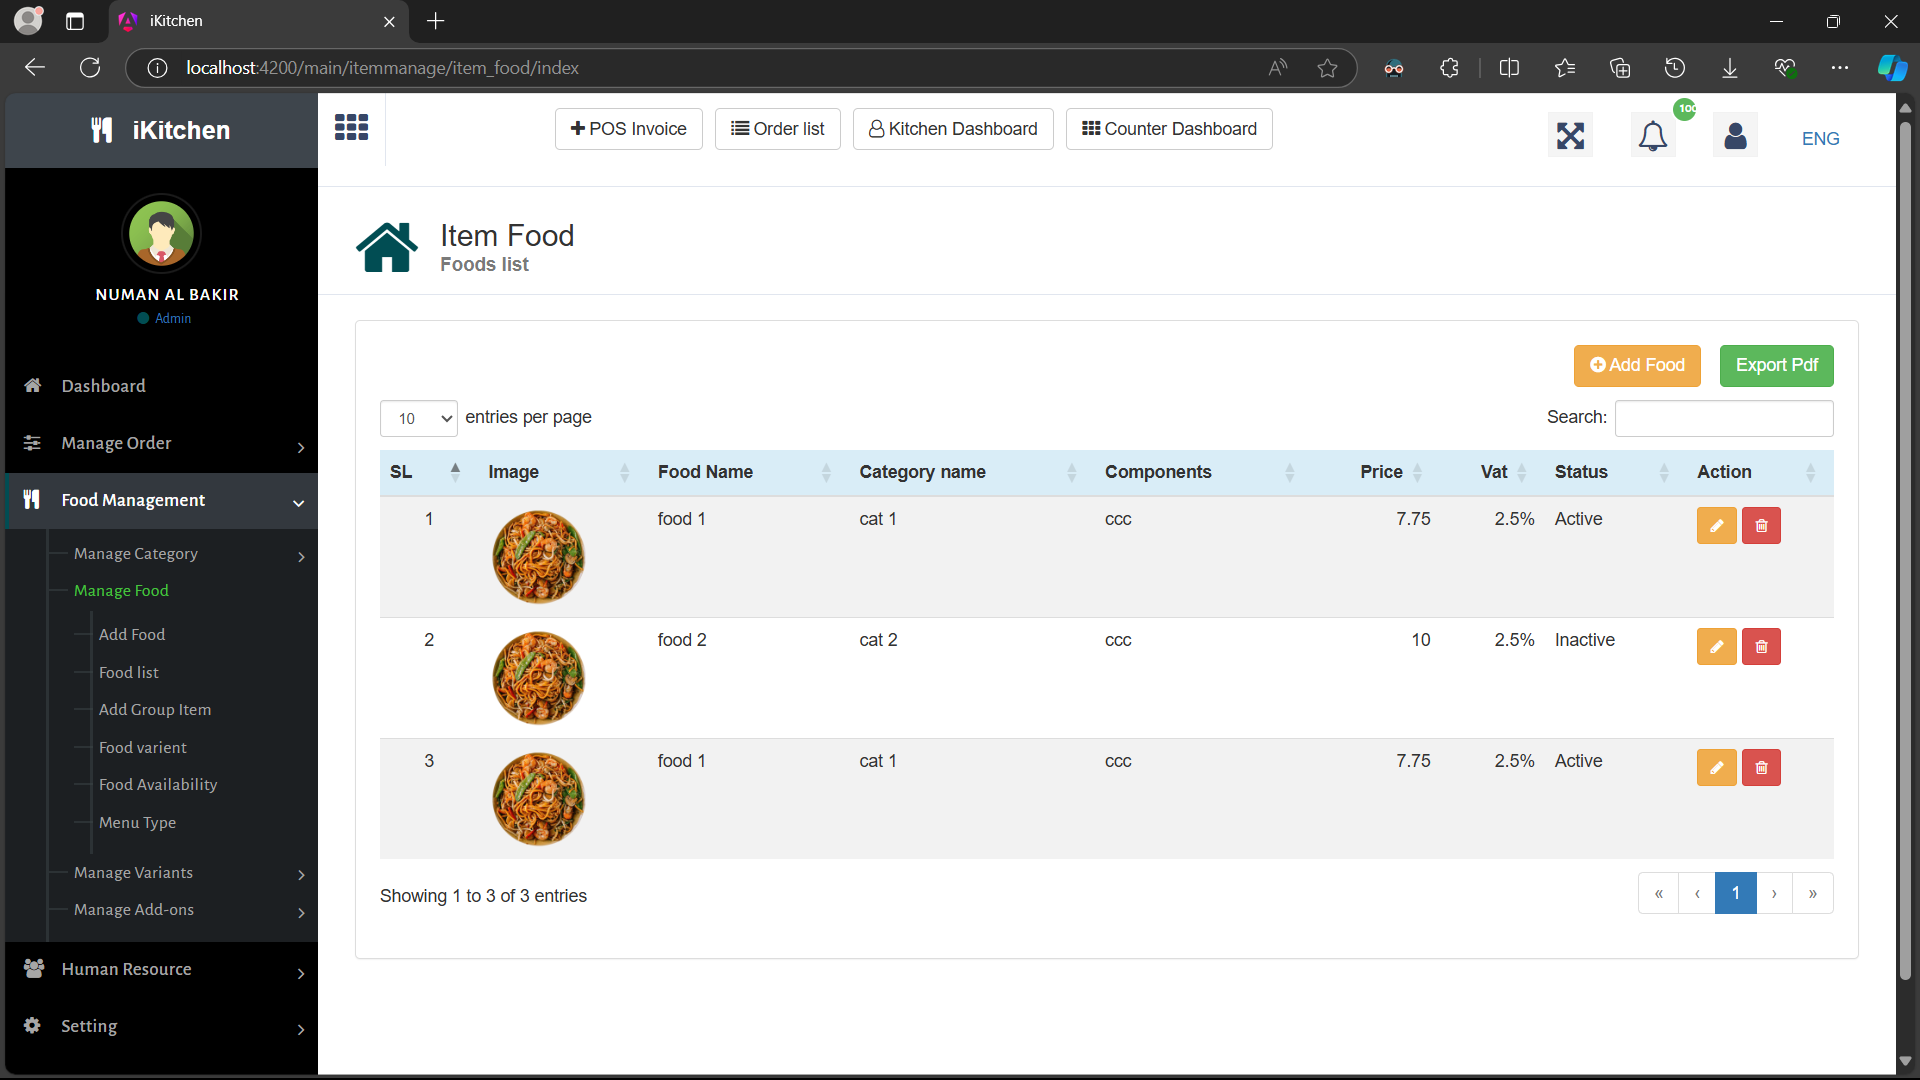 iKitchen
localhost:4200/main/itemmanage/item_food/index
iKitchen
NUMAN AL BAKIR
Admin
Dashboard
Manage Order
Food Management
Manage Category
Manage Food
Add Food
Food list
Add Group Item
Food varient
Food Availability
Menu Type
Manage Variants
Manage Add-ons
Human Resource
Setting
POS Invoice Order list Kitchen Dashboard Counter Dashboard
ENG
Item Food
Foods list
Add Food Export Pdf
10 entries per page Search:
SL Image Food Name Category name Components Price Vat Status Action
1 food 1 cat 1 ccc 7.75 2.5% Active
2 food 2 cat 2 ccc 10 2.5% Inactive
3 food 1 cat 1 ccc 7.75 2.5% Active
Showing 1 to 3 of 3 entries « ‹ 1 › »